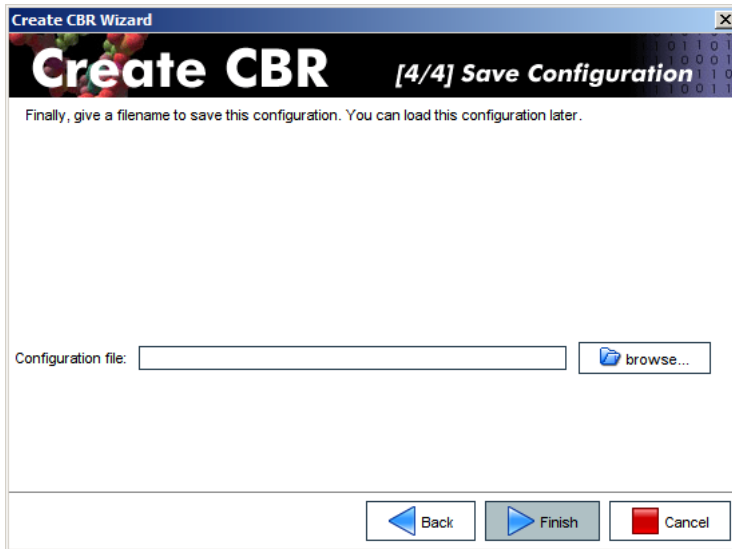 Create CBR Wizard
Create CBR [4/4] Save Configuration
Finally, give a filename to save this configuration. You can load this configuration later.
Configuration file: browse...
Back Finish Cancel